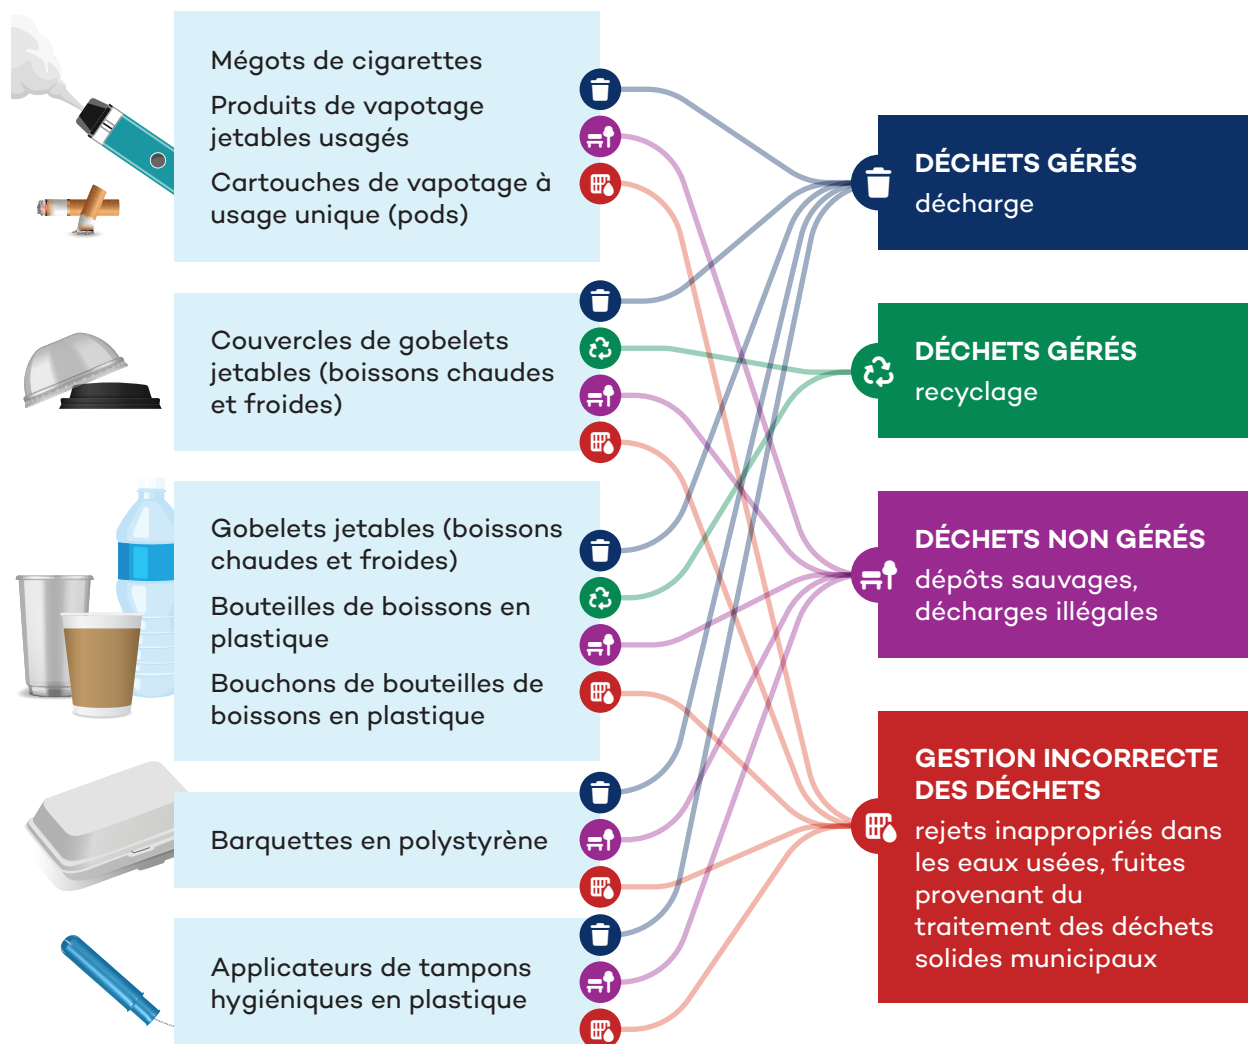 Mégots de cigarettes
Produits de vapotage
jetables usagés
Cartouches de vapotage à
usage unique (pods)
Couvercles de gobelets
jetables (boissons chaudes
et froides)
Gobelets jetables (boissons
chaudes et froides)
Bouteilles de boissons en
plastique
Bouchons de bouteilles de
boissons en plastique
Barquettes en polystyrène
Applicateurs de tampons
hygiéniques en plastique
DÉCHETS GÉRÉS
décharge
DÉCHETS GÉRÉS
recyclage
DÉCHETS NON GÉRÉS
dépôts sauvages,
décharges illégales
GESTION INCORRECTE
DES DÉCHETS
rejets inappropriés dans
les eaux usées, fuites
provenant du
traitement des déchets
solides municipaux